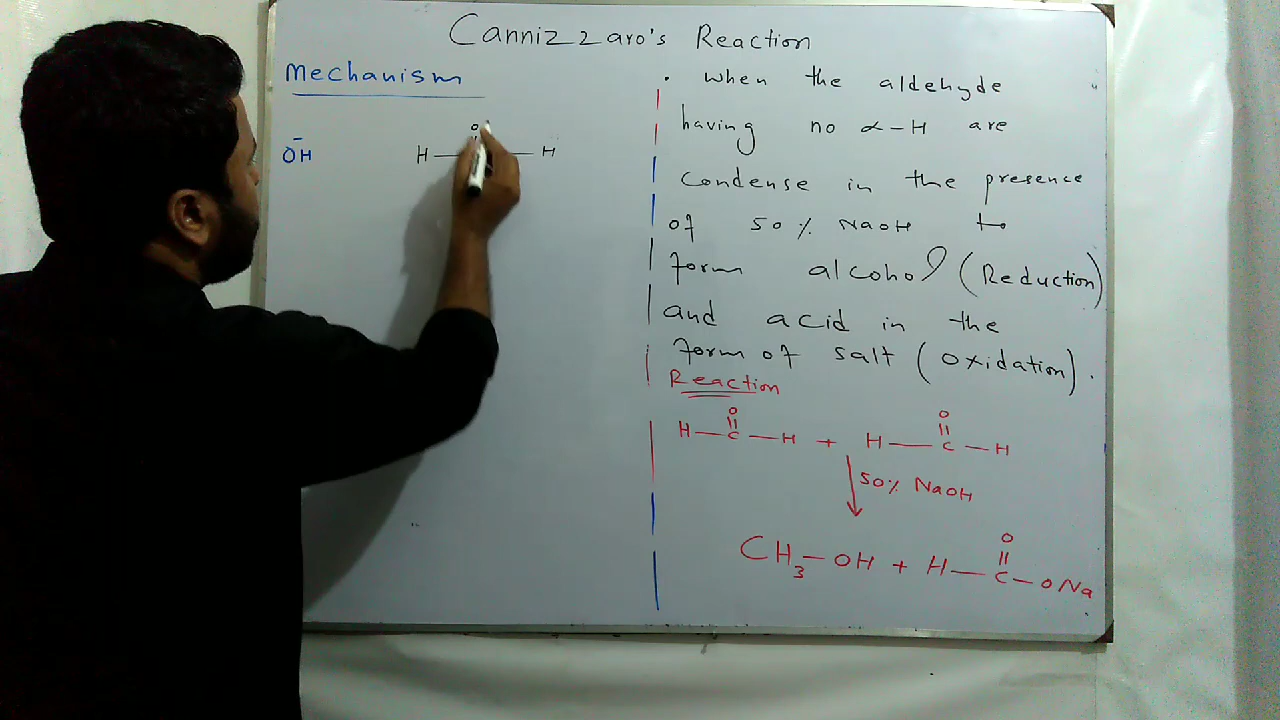 Cannizzaro's Reaction
Mechanism
OH⁻
O
H — — H
• When the aldehyde
having no α-H are
condense in the presence
of 50% NaOH to
form alcohol (Reduction)
and acid in the
form of salt (Oxidation).
Reaction
O O
|| ||
H — C — H + H — C — H
↓ 50% NaOH
O
||
CH₃ — OH + H — C — ONa